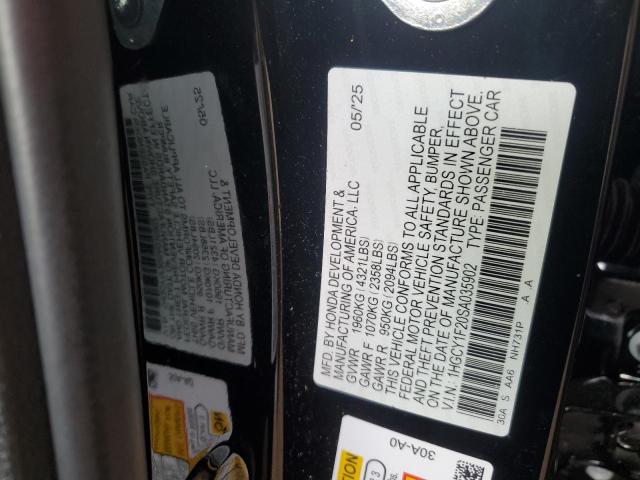 MFD. BY HONDA DEVELOPMENT &
MANUFACTURING OF AMERICA, LLC 05/25
GVWR 1960KG (4321LBS)
GAWR F 1070KG (2358LBS)
GAWR R 950KG (2094LBS)
THIS VEHICLE CONFORMS TO ALL APPLICABLE
FEDERAL MOTOR VEHICLE SAFETY, BUMPER,
AND THEFT PREVENTION STANDARDS IN EFFECT
ON THE DATE OF MANUFACTURE SHOWN ABOVE.
V.I.N.: 1HGCY1F20SA035902 TYPE: PASSENGER CAR
30A S AA6 NH731P A A
30A-A0